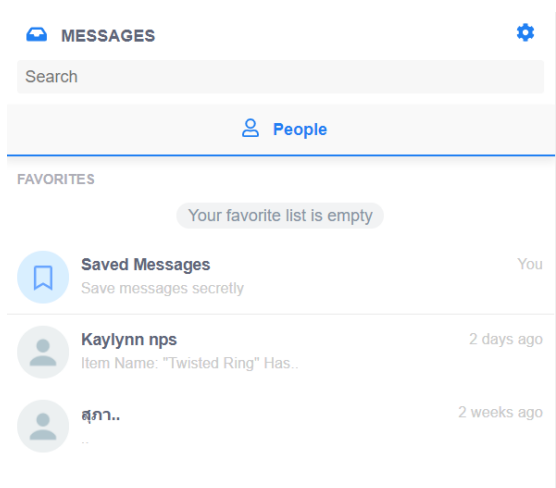 MESSAGES
Search
People
FAVORITES
Your favorite list is empty
Saved Messages You
Save messages secretly
Kaylynn nps 2 days ago
Item Name: "Twisted Ring" Has..
สุภา.. 2 weeks ago
..